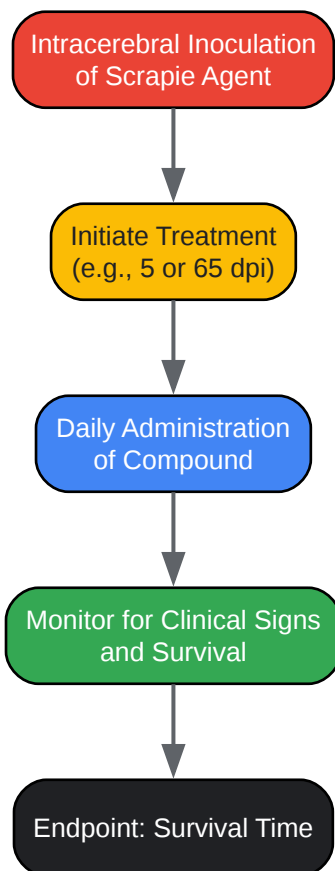 Intracerebral Inoculation
of Scrapie Agent
Initiate Treatment
(e.g., 5 or 65 dpi)
Daily Administration
of Compound
Monitor for Clinical Signs
and Survival
Endpoint: Survival Time